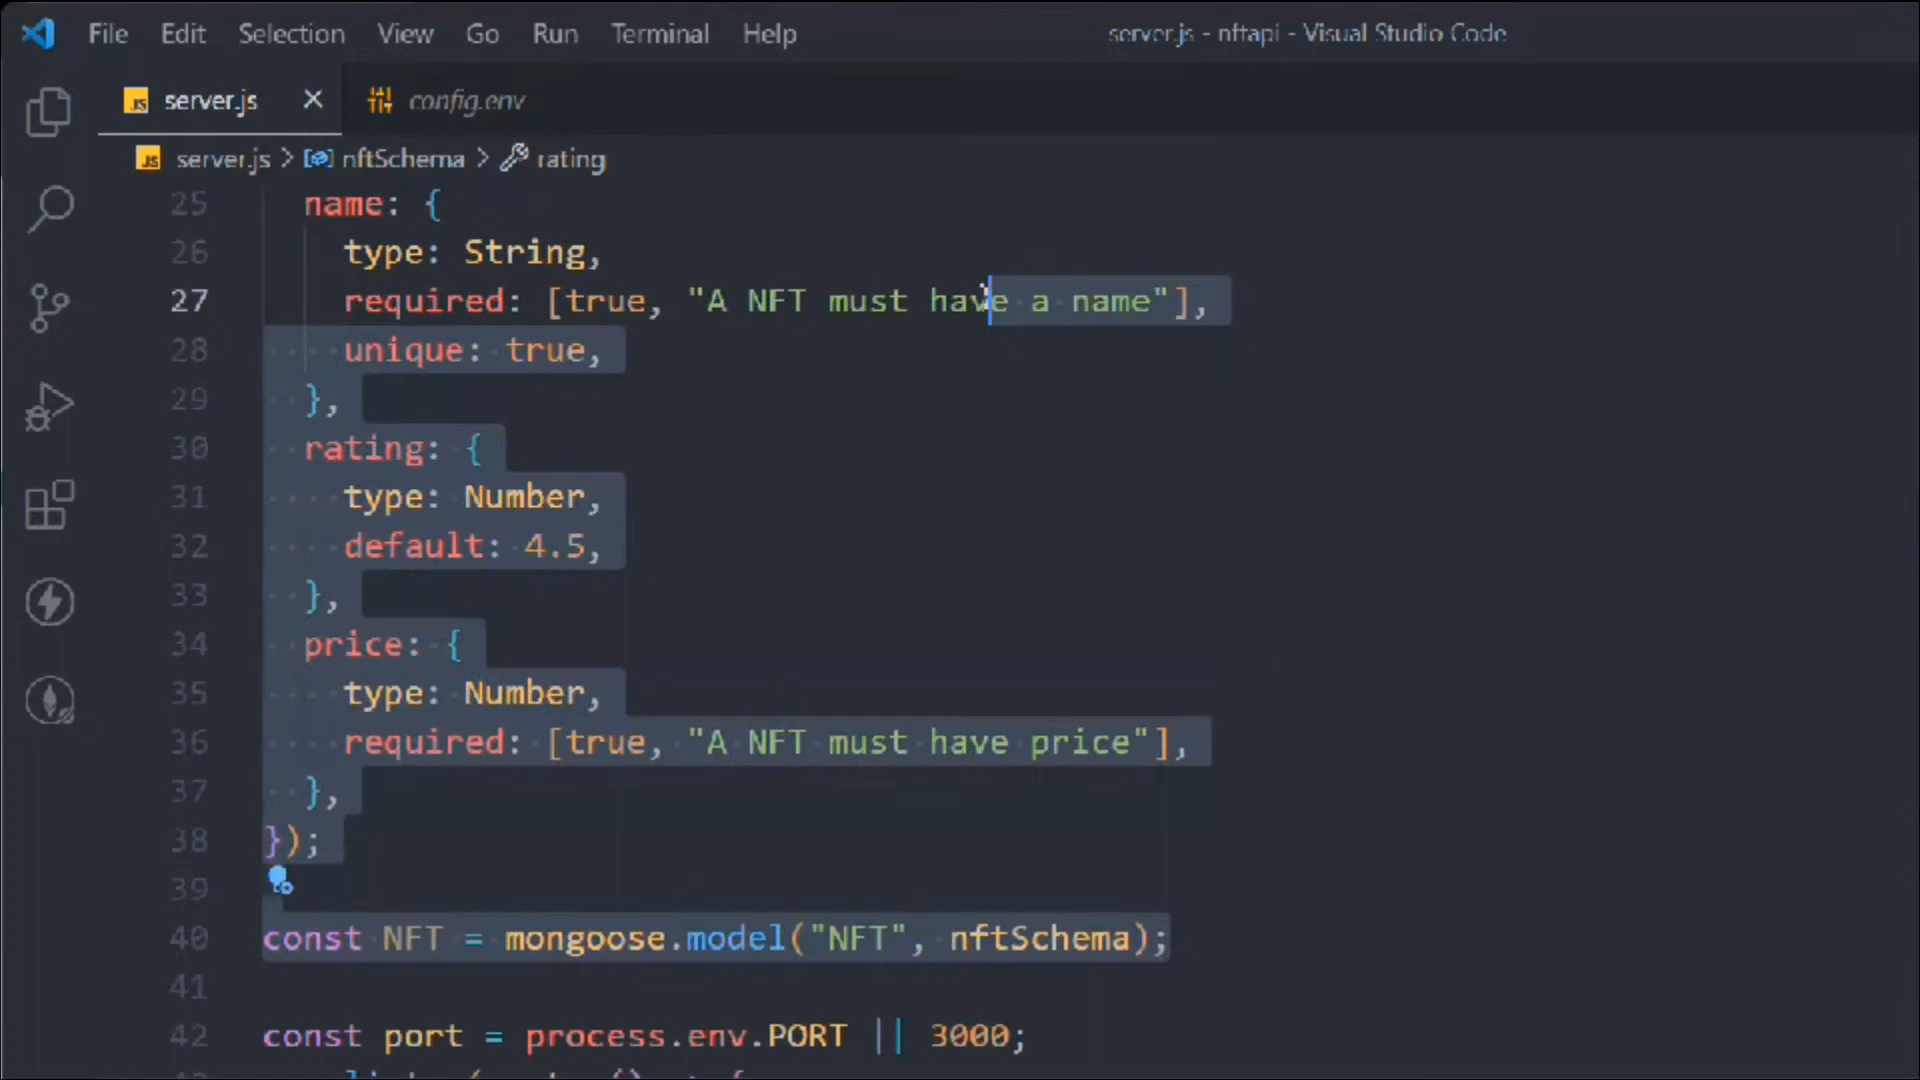 File Edit Selection View Go Run Terminal Help server.js - nftapi - Visual Studio Code
JS server.js × config.env
JS server.js > nftSchema > rating
25 name: {
26 type: String,
27 required: [true, "A NFT must have a name"],
28 unique: true,
29 },
30 rating: {
31 type: Number,
32 default: 4.5,
33 },
34 price: {
35 type: Number,
36 required: [true, "A NFT must have price"],
37 },
38 });
39
40 const NFT = mongoose.model("NFT", nftSchema);
41
42 const port = process.env.PORT || 3000;